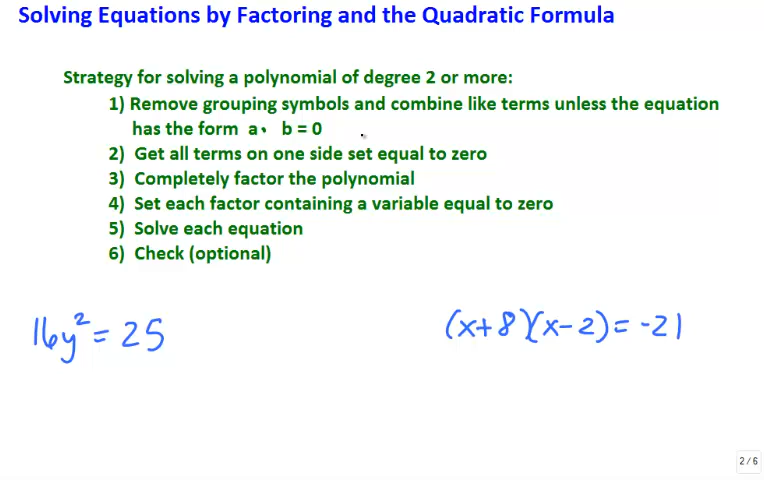 Solving Equations by Factoring and the Quadratic Formula
Strategy for solving a polynomial of degree 2 or more:
1) Remove grouping symbols and combine like terms unless the equation
has the form a · b = 0
2) Get all terms on one side set equal to zero
3) Completely factor the polynomial
4) Set each factor containing a variable equal to zero
5) Solve each equation
6) Check (optional)
16y² = 25
(x+8)(x-2) = -21
2 / 6